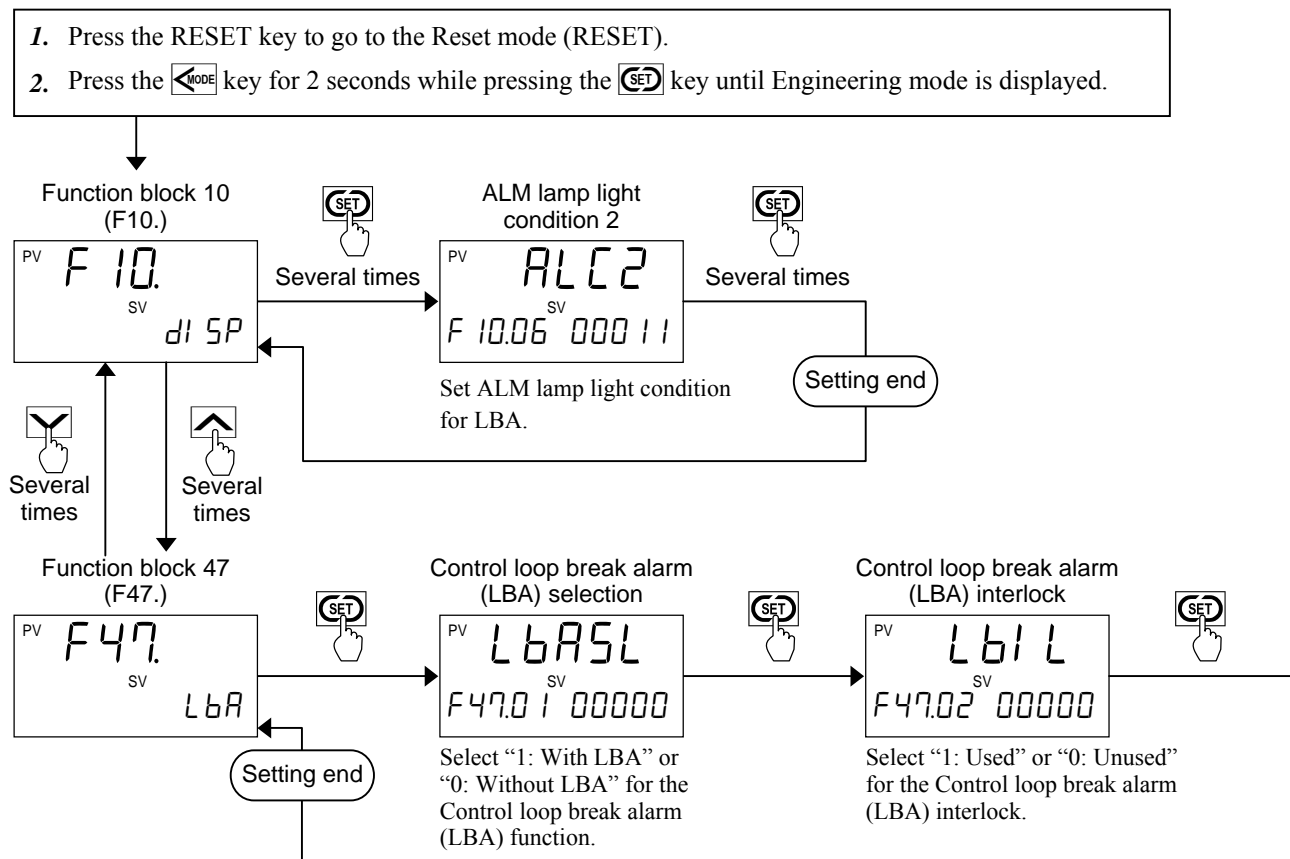 1. Press the RESET key to go to the Reset mode (RESET).
2. Press the <MODE key for 2 seconds while pressing the SET key until Engineering mode is displayed.
Function block 10
(F10.)
PV
F 10.
SV
dI SP
SET
Several times
ALM lamp light
condition 2
PV
ALC2
SV
F 10.06 00011
Set ALM lamp light condition
for LBA.
SET
Several times
Setting end
Several
times
Several
times
Function block 47
(F47.)
PV
F47.
SV
LbA
SET
Setting end
Control loop break alarm
(LBA) selection
PV
LbASL
SV
F47.01 00000
Select “1: With LBA” or
“0: Without LBA” for the
Control loop break alarm
(LBA) function.
SET
Control loop break alarm
(LBA) interlock
PV
LbI L
SV
F47.02 00000
Select “1: Used” or “0: Unused”
for the Control loop break alarm
(LBA) interlock.
SET